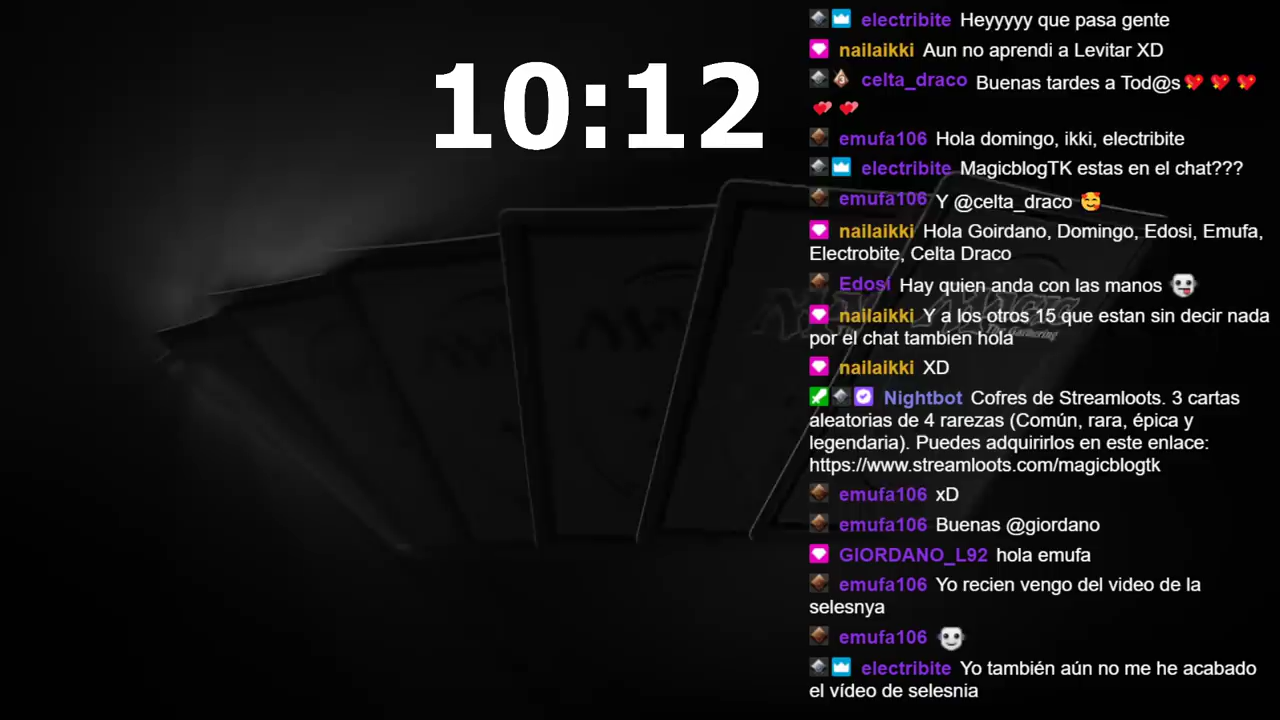 10:12
electribite Heyyyyy que pasa gente
nailaikki Aun no aprendi a Levitar XD
celta_draco Buenas tardes a Tod@s💖 💖 💖
💕 💕
emufa106 Hola domingo, ikki, electribite
electribite MagicblogTK estas en el chat???
emufa106 Y @celta_draco 🥰
nailaikki Hola Goirdano, Domingo, Edosi, Emufa,
Electrobite, Celta Draco
Edosi Hay quien anda con las manos
nailaikki Y a los otros 15 que estan sin decir nada
por el chat tambien hola
nailaikki XD
Nightbot Cofres de Streamloots. 3 cartas
aleatorias de 4 rarezas (Común, rara, épica y
legendaria). Puedes adquirirlos en este enlace:
https://www.streamloots.com/magicblogtk
emufa106 xD
emufa106 Buenas @giordano
GIORDANO_L92 hola emufa
emufa106 Yo recien vengo del video de la
selesnya
emufa106
electribite Yo también aún no me he acabado
el vídeo de selesnia
Magic
The Gathering